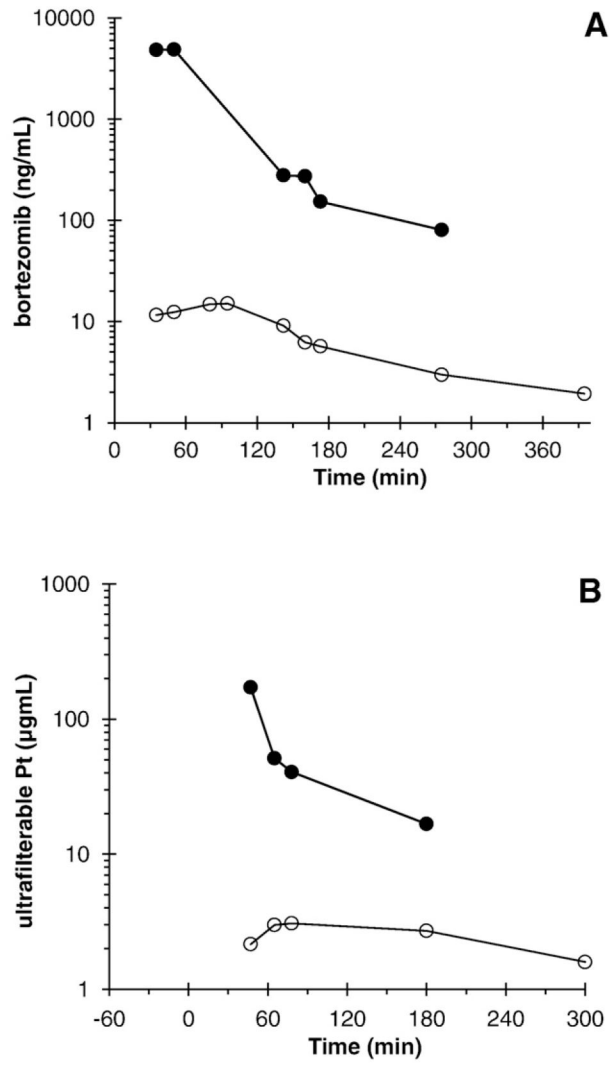 A
10000
1000
100
10
1
bortezomib (ng/mL)
0 60 120 180 240 300 360
Time (min)
B
1000
100
10
1
ultrafilterable Pt (µgmL)
-60 0 60 120 180 240 300
Time (min)